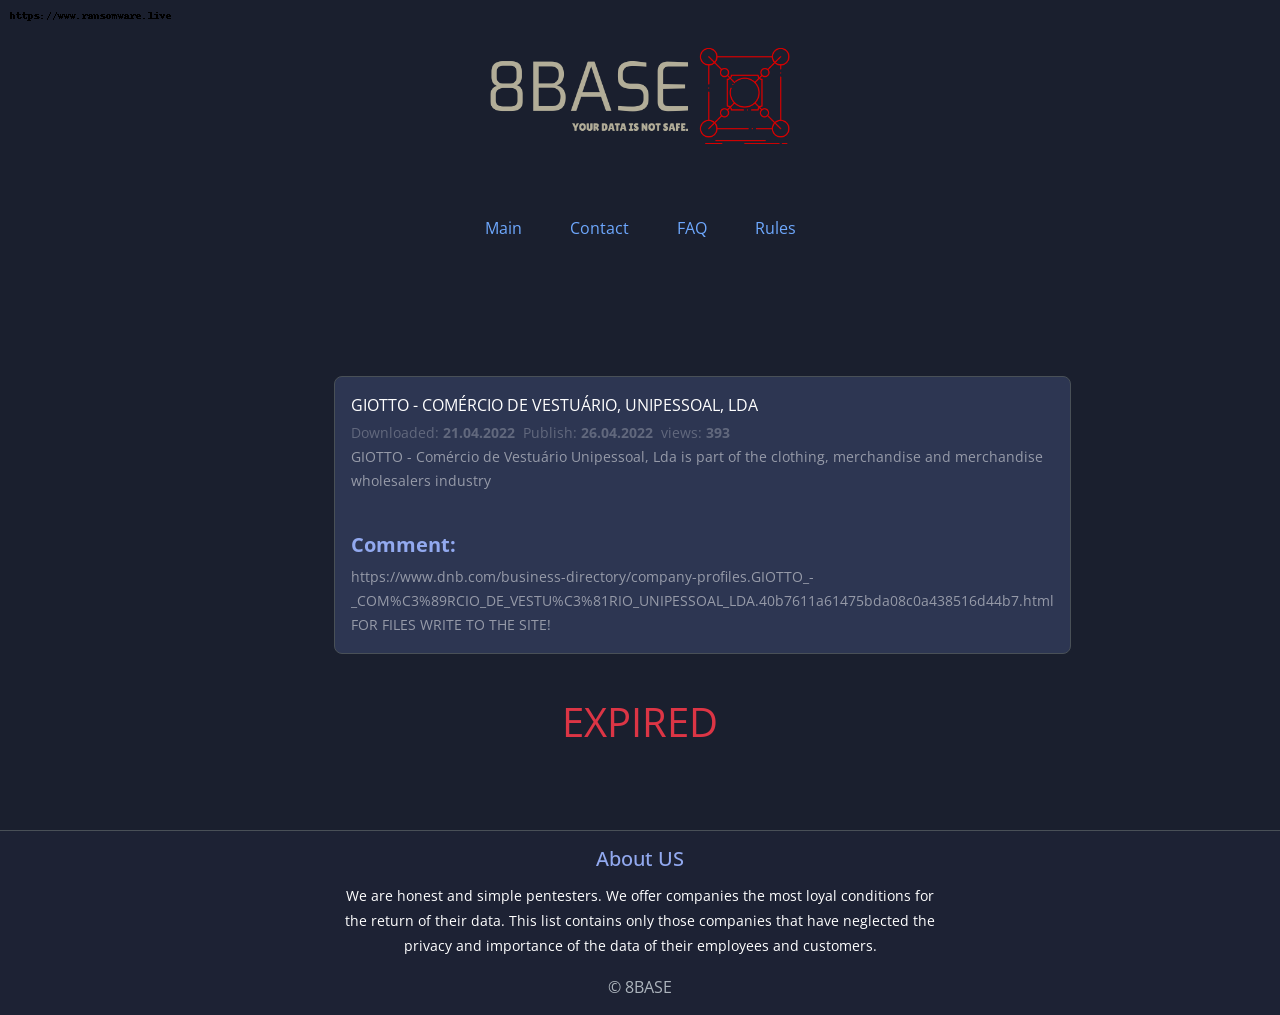 https://www.ransomware.live
8BASE
YOUR DATA IS NOT SAFE.
Main Contact FAQ Rules
GIOTTO - COMÉRCIO DE VESTUÁRIO, UNIPESSOAL, LDA
Downloaded: 21.04.2022 Publish: 26.04.2022 views: 393
GIOTTO - Comércio de Vestuário Unipessoal, Lda is part of the clothing, merchandise and merchandise
wholesalers industry
Comment:
https://www.dnb.com/business-directory/company-profiles.GIOTTO_-
_COM%C3%89RCIO_DE_VESTU%C3%81RIO_UNIPESSOAL_LDA.40b7611a61475bda08c0a438516d44b7.html
FOR FILES WRITE TO THE SITE!
EXPIRED
About US
We are honest and simple pentesters. We offer companies the most loyal conditions for
the return of their data. This list contains only those companies that have neglected the
privacy and importance of the data of their employees and customers.
© 8BASE